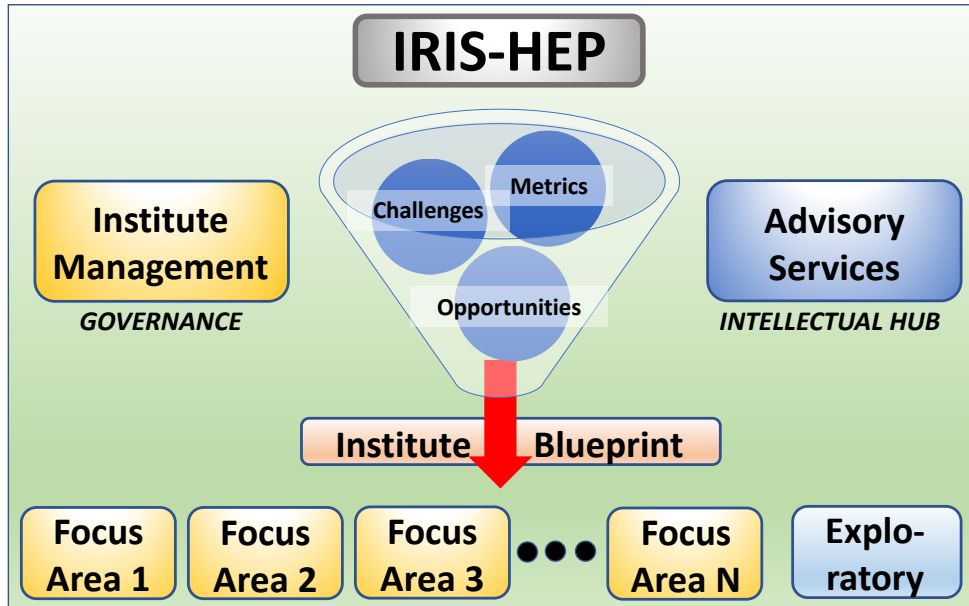 IRIS-HEP
Institute
Management
GOVERNANCE
Challenges
Metrics
Opportunities
Advisory
Services
INTELLECTUAL HUB
Institute Blueprint
Focus
Area 1
Focus
Area 2
Focus
Area 3
Focus
Area N
Explo-
ratory